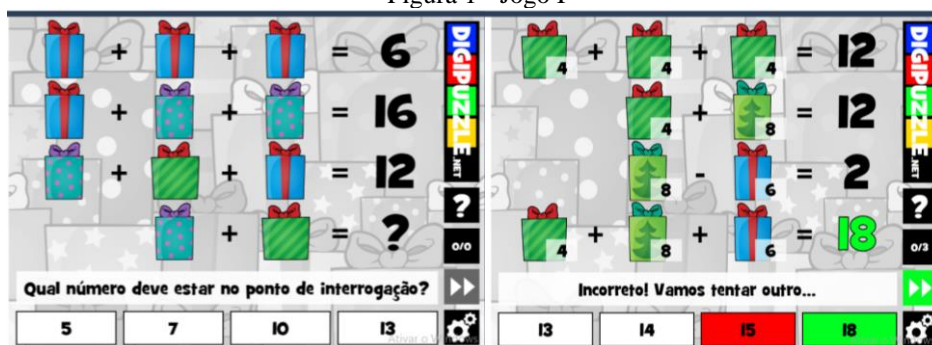 Figura 1 - Jogo I
+ + = 6
+ + = 16
+ + = 12
+ = ?
DIGIPUZZLE.NET
?
0/0
Qual número deve estar no ponto de interrogação?
5 7 10 13
4 + 4 + 4 = 12
4 + 8 = 12
8 - 6 = 2
4 + 8 + 6 = 18
DIGIPUZZLE.NET
?
0/3
Incorreto! Vamos tentar outro...
13 14 15 18